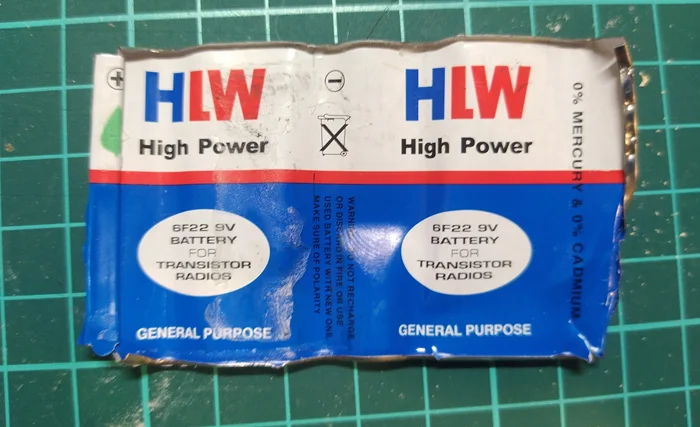 +
HLW
High Power
6F22 9V
BATTERY
FOR
TRANSISTOR
RADIOS
GENERAL PURPOSE
-
WARNING DO NOT RECHARGE
OR DISCARD IN FIRE OR USE
USED BATTERY WITH NEW ONE
MAKE SURE OF POLARITY
HLW
High Power
6F22 9V
BATTERY
FOR
TRANSISTOR
RADIOS
GENERAL PURPOSE
0% MERCURY & 0% CADMIUM